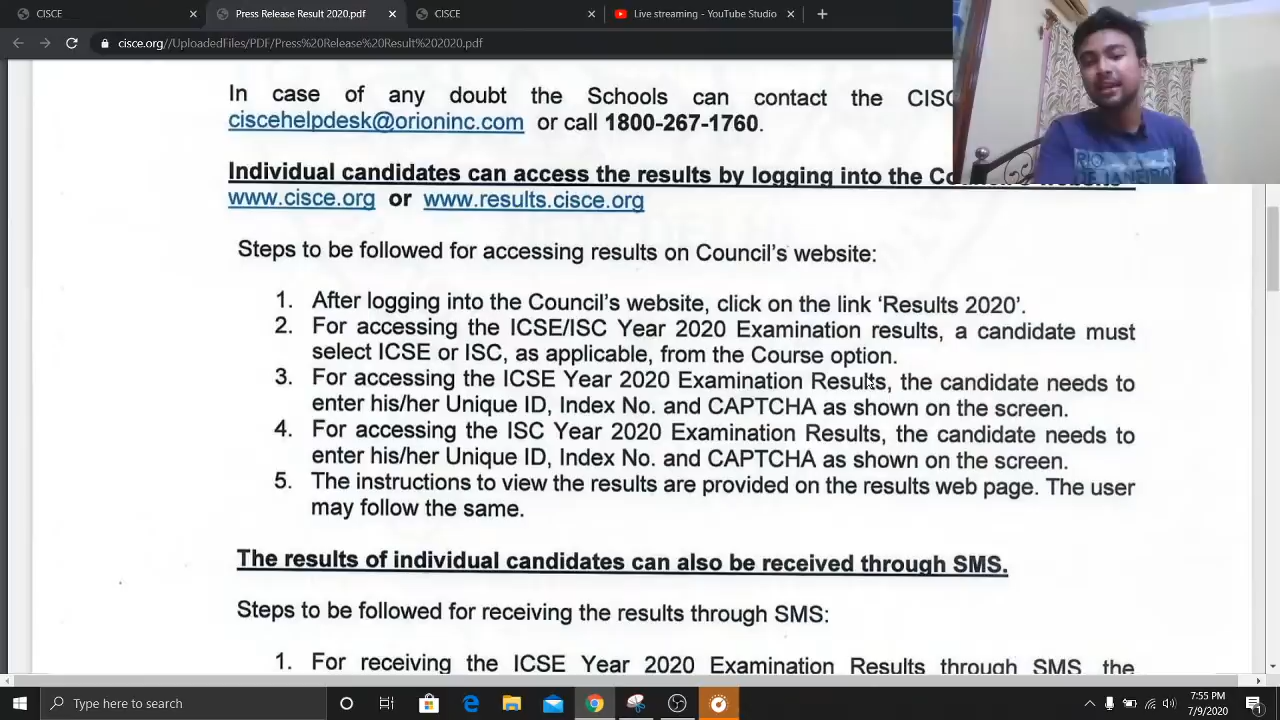 CISCE
Press Release Result 2020.pdf
CISCE
Live streaming - YouTube Studio
cisce.org/UploadedFiles/PDF/Press%20Release%20Result%202020.pdf
In case of any doubt the Schools can contact the CISC
ciscehelpdesk@orioninc.com or call 1800-267-1760.
Individual candidates can access the results by logging into the
www.cisce.org or www.results.cisce.org
Steps to be followed for accessing results on Council's website:
1. After logging into the Council's website, click on the link 'Results 2020'.
2. For accessing the ICSE/ISC Year 2020 Examination results, a candidate must
select ICSE or ISC, as applicable, from the Course option.
3. For accessing the ICSE Year 2020 Examination Results, the candidate needs to
enter his/her Unique ID, Index No. and CAPTCHA as shown on the screen.
4. For accessing the ISC Year 2020 Examination Results, the candidate needs to
enter his/her Unique ID, Index No. and CAPTCHA as shown on the screen.
5. The instructions to view the results are provided on the results web page. The user
may follow the same.
The results of individual candidates can also be received through SMS.
Steps to be followed for receiving the results through SMS:
1. For receiving the ICSE Year 2020 Examination Results through SMS the
RIO
DE JANEIRO
Type here to search
7:55 PM
7/9/2020
1